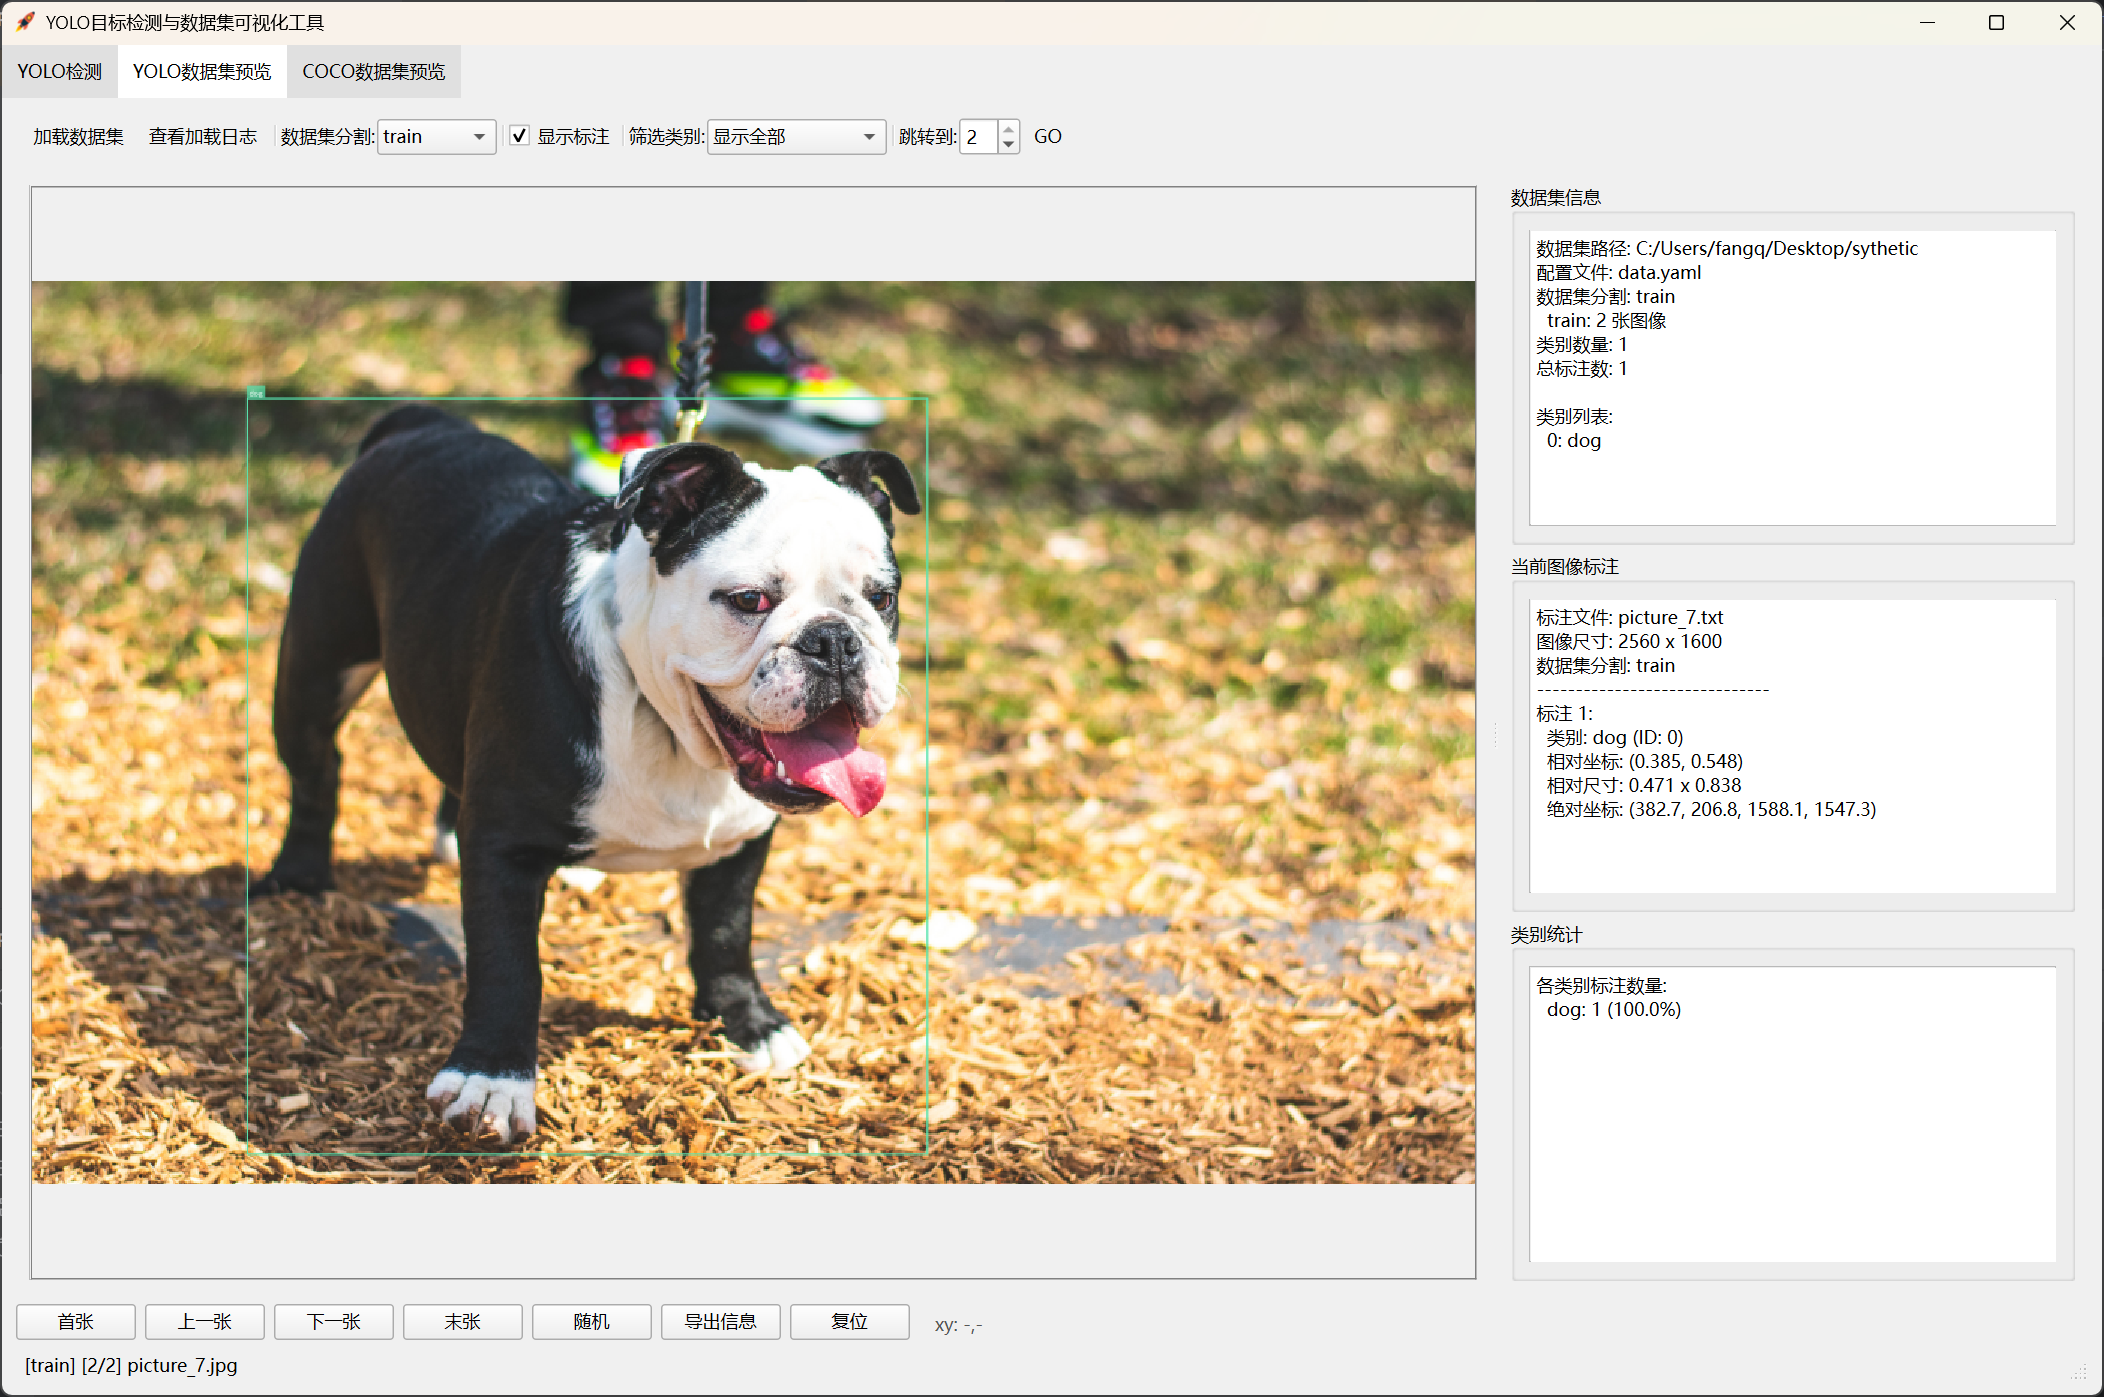 YOLO目标检测与数据集可视化工具
YOLO检测 YOLO数据集预览 COCO数据集预览
加载数据集 查看加载日志 数据集分割: train 显示标注 筛选类别: 显示全部 跳转到: 2 GO
dog
数据集信息
数据集路径: C:/Users/fangq/Desktop/sythetic
配置文件: data.yaml
数据集分割: train
train: 2 张图像
类别数量: 1
总标注数: 1
类别列表:
0: dog
当前图像标注
标注文件: picture_7.txt
图像尺寸: 2560 x 1600
数据集分割: train
------------------------------
标注 1:
类别: dog (ID: 0)
相对坐标: (0.385, 0.548)
相对尺寸: 0.471 x 0.838
绝对坐标: (382.7, 206.8, 1588.1, 1547.3)
类别统计
各类别标注数量:
dog: 1 (100.0%)
首张 上一张 下一张 末张 随机 导出信息 复位 xy: -,-
[train] [2/2] picture_7.jpg